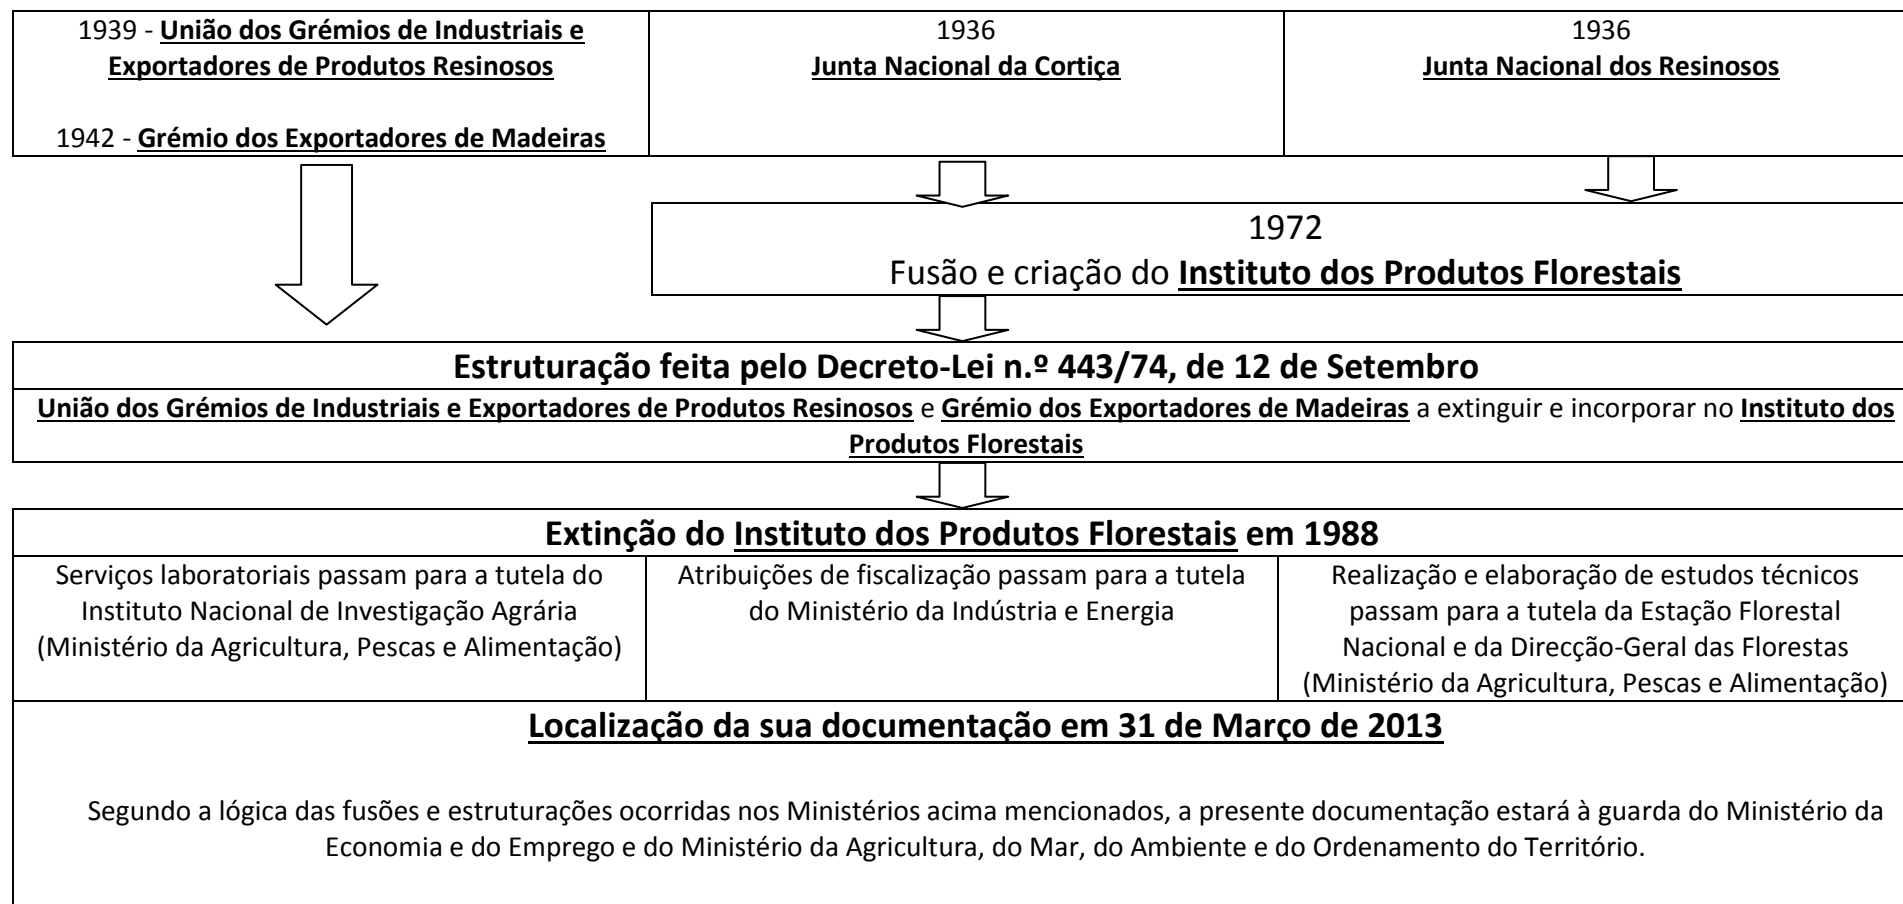 1939 - União dos Grémios de Industriais e
Exportadores de Produtos Resinosos
1942 - Grémio dos Exportadores de Madeiras
1936
Junta Nacional da Cortiça
1936
Junta Nacional dos Resinosos
1972
Fusão e criação do Instituto dos Produtos Florestais
Estruturação feita pelo Decreto-Lei n.º 443/74, de 12 de Setembro
União dos Grémios de Industriais e Exportadores de Produtos Resinosos e Grémio dos Exportadores de Madeiras a extinguir e incorporar no Instituto dos
Produtos Florestais
Extinção do Instituto dos Produtos Florestais em 1988
Serviços laboratoriais passam para a tutela do
Instituto Nacional de Investigação Agrária
(Ministério da Agricultura, Pescas e Alimentação)
Atribuições de fiscalização passam para a tutela
do Ministério da Indústria e Energia
Realização e elaboração de estudos técnicos
passam para a tutela da Estação Florestal
Nacional e da Direcção-Geral das Florestas
(Ministério da Agricultura, Pescas e Alimentação)
Localização da sua documentação em 31 de Março de 2013
Segundo a lógica das fusões e estruturações ocorridas nos Ministérios acima mencionados, a presente documentação estará à guarda do Ministério da
Economia e do Emprego e do Ministério da Agricultura, do Mar, do Ambiente e do Ordenamento do Território.